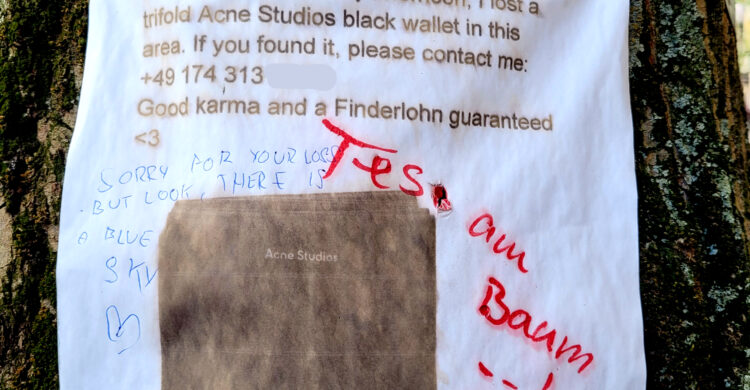 I lost a
trifold Acne Studios black wallet in this
area. If you found it, please contact me:
+49 174 313
Good karma and a Finderlohn guaranteed
<3
SORRY FOR YOUR LOSS
BUT LOOK, THERE IS
A BLUE
SKY
Acne Studios
Tes
am
Baum